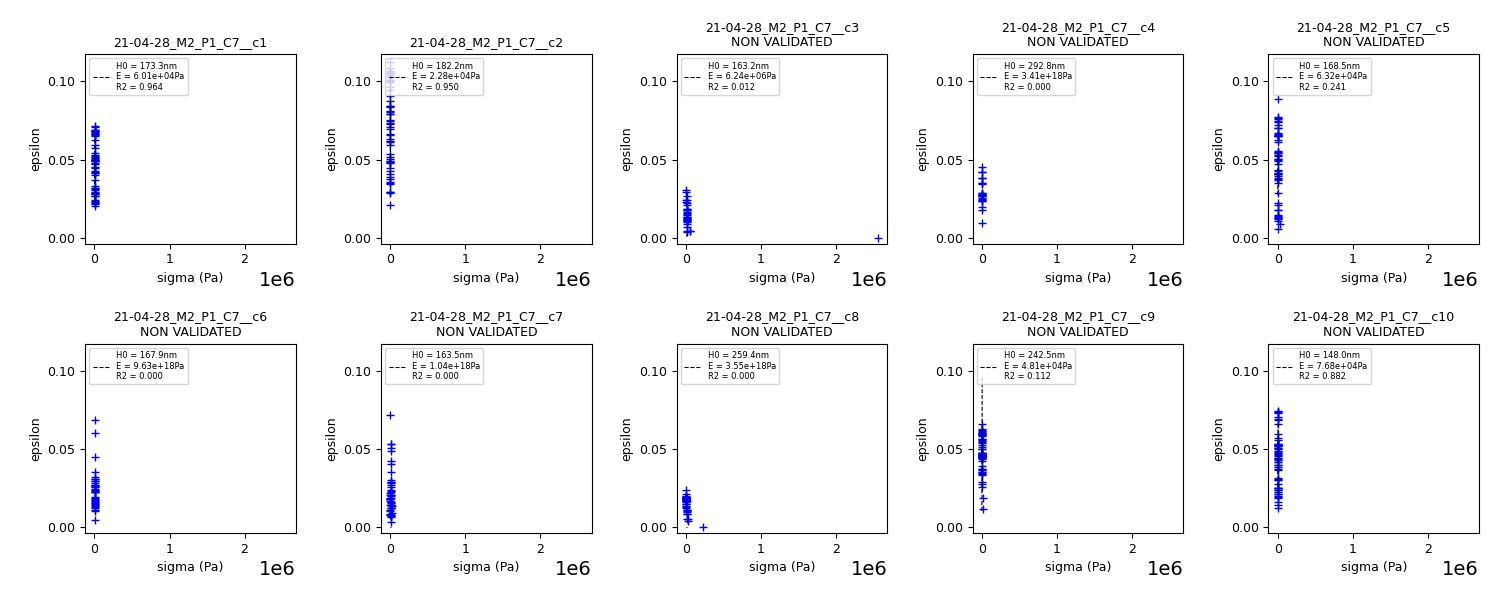 21-04-28_M2_P1_C7__c1
H0 = 173.3nm
E = 6.01e+04Pa
R2 = 0.964
epsilon
0.10
0.05
0.00
0 1 2
sigma (Pa)
1e6
21-04-28_M2_P1_C7__c2
H0 = 182.2nm
E = 2.28e+04Pa
R2 = 0.950
epsilon
0.10
0.05
0.00
0 1 2
sigma (Pa)
1e6
21-04-28_M2_P1_C7__c3
NON VALIDATED
H0 = 163.2nm
E = 6.24e+06Pa
R2 = 0.012
epsilon
0.10
0.05
0.00
0 1 2
sigma (Pa)
1e6
21-04-28_M2_P1_C7__c4
NON VALIDATED
H0 = 292.8nm
E = 3.41e+18Pa
R2 = 0.000
epsilon
0.10
0.05
0.00
0 1 2
sigma (Pa)
1e6
21-04-28_M2_P1_C7__c5
NON VALIDATED
H0 = 168.5nm
E = 6.32e+04Pa
R2 = 0.241
epsilon
0.10
0.05
0.00
0 1 2
sigma (Pa)
1e6
21-04-28_M2_P1_C7__c6
NON VALIDATED
H0 = 167.9nm
E = 9.63e+18Pa
R2 = 0.000
epsilon
0.10
0.05
0.00
0 1 2
sigma (Pa)
1e6
21-04-28_M2_P1_C7__c7
NON VALIDATED
H0 = 163.5nm
E = 1.04e+18Pa
R2 = 0.000
epsilon
0.10
0.05
0.00
0 1 2
sigma (Pa)
1e6
21-04-28_M2_P1_C7__c8
NON VALIDATED
H0 = 259.4nm
E = 3.55e+18Pa
R2 = 0.000
epsilon
0.10
0.05
0.00
0 1 2
sigma (Pa)
1e6
21-04-28_M2_P1_C7__c9
NON VALIDATED
H0 = 242.5nm
E = 4.81e+04Pa
R2 = 0.112
epsilon
0.10
0.05
0.00
0 1 2
sigma (Pa)
1e6
21-04-28_M2_P1_C7__c10
NON VALIDATED
H0 = 148.0nm
E = 7.68e+04Pa
R2 = 0.882
epsilon
0.10
0.05
0.00
0 1 2
sigma (Pa)
1e6